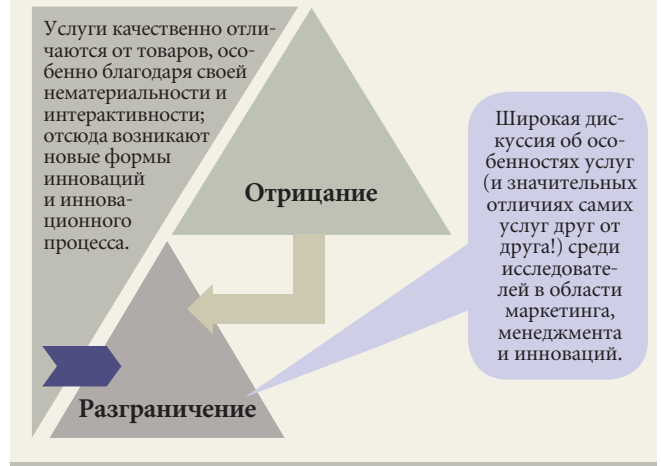 Услуги качественно отли-
чаются от товаров, осо-
бенно благодаря своей
нематериальности и
интерактивности;
отсюда возникают
новые формы
инноваций
и иннова-
ционного
процесса.
Отрицание
Широкая дис-
куссия об осо-
бенностях услуг
(и значительных
отличиях самих
услуг друг от
друга!) среди
исследовате-
лей в области
маркетинга,
менеджмента
и инноваций.
Разграничение